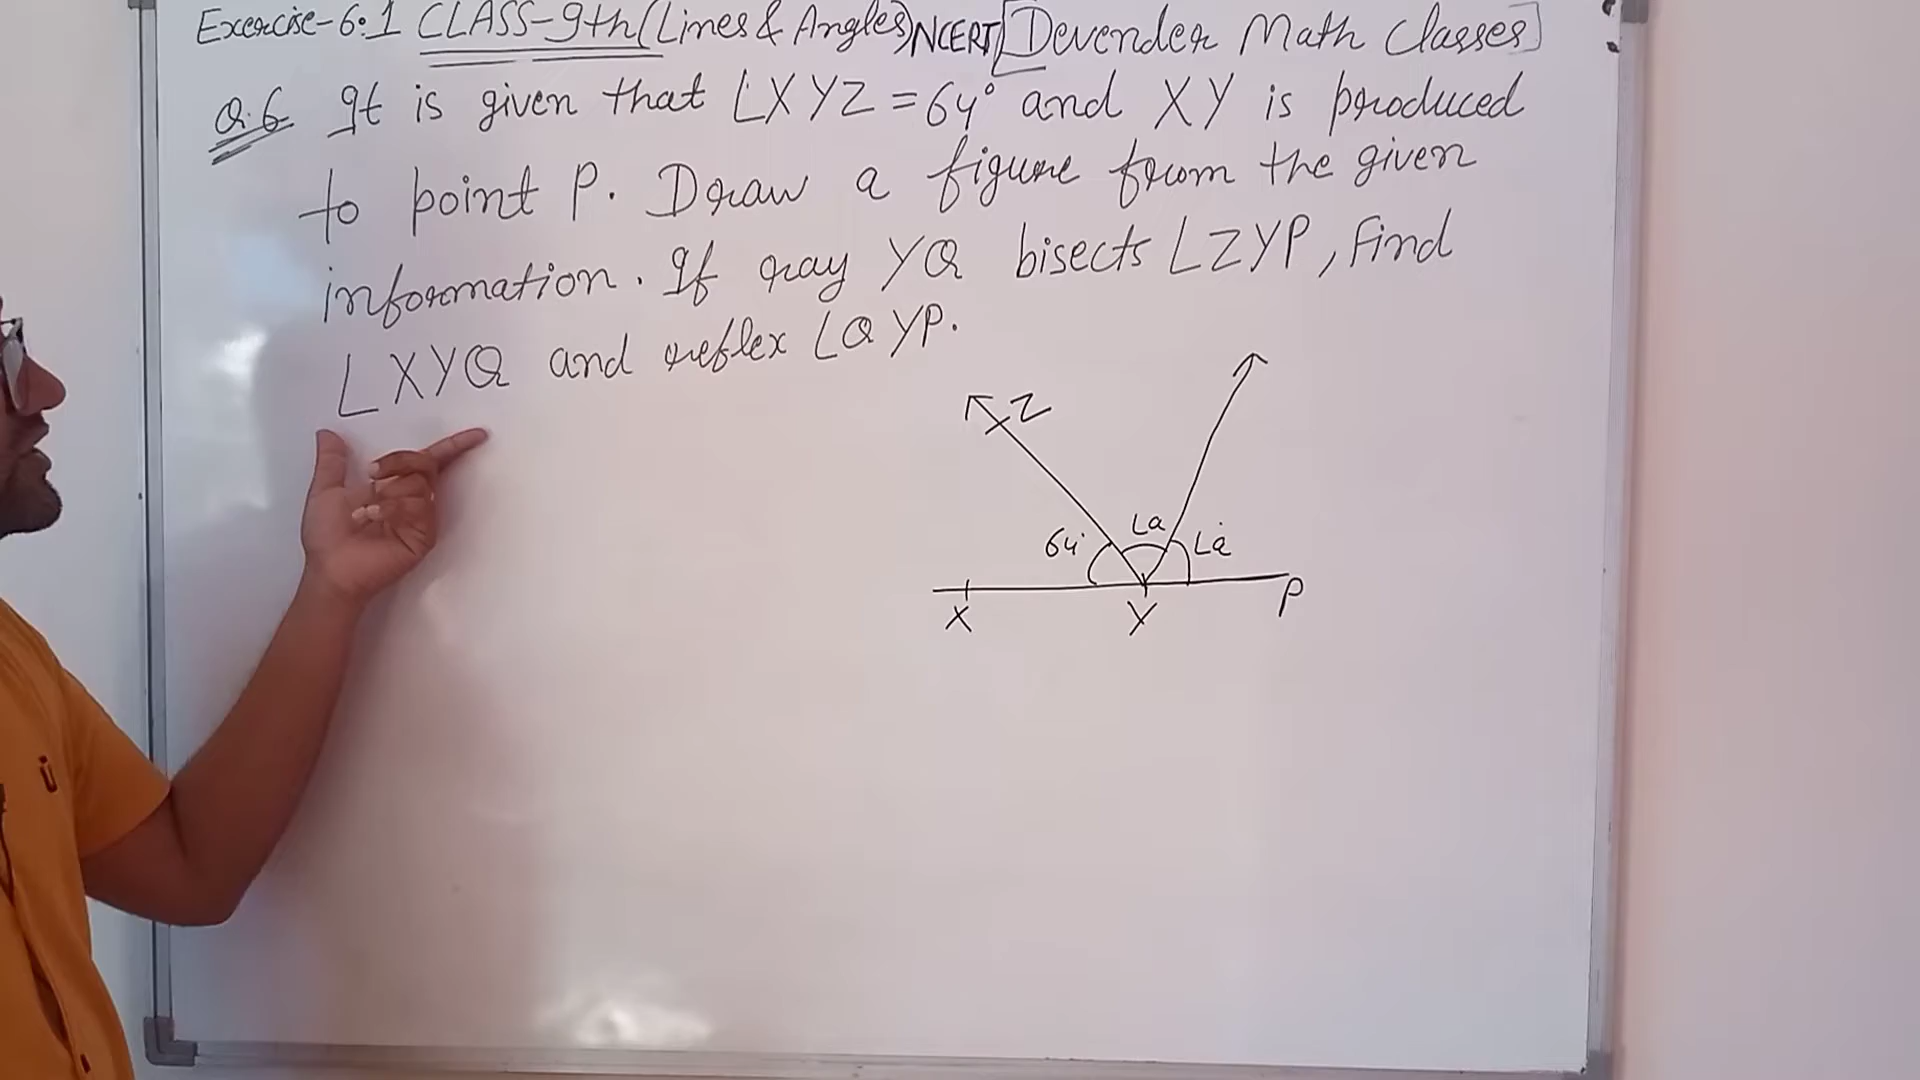 Exercise-6.1 CLASS-9th (Lines & Angles) NCERT [Devender Math Classes]
Q.6 It is given that ∠XYZ = 64° and XY is produced
to point P. Draw a figure from the given
information. If ray YQ bisects ∠ZYP, Find
∠XYQ and reflex ∠QYP.
Z
∠a
64° ∠a
X Y P